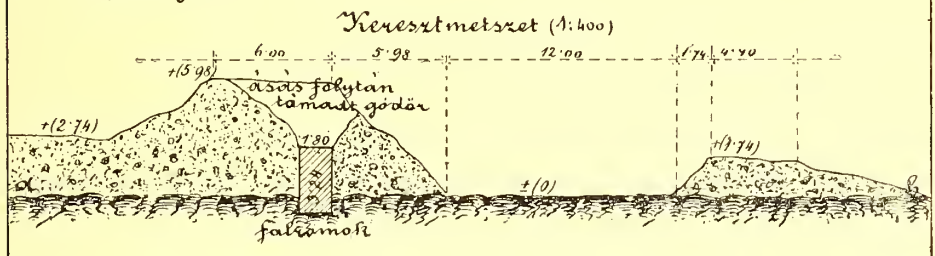 Keresztmetszet (1:400)
6·00 5·98 12·00 1·74 4·40
+(5·98)
ásás folytán
támadt gödör
+(2·74)
1·80
+(1·74)
a
±(0)
falromok